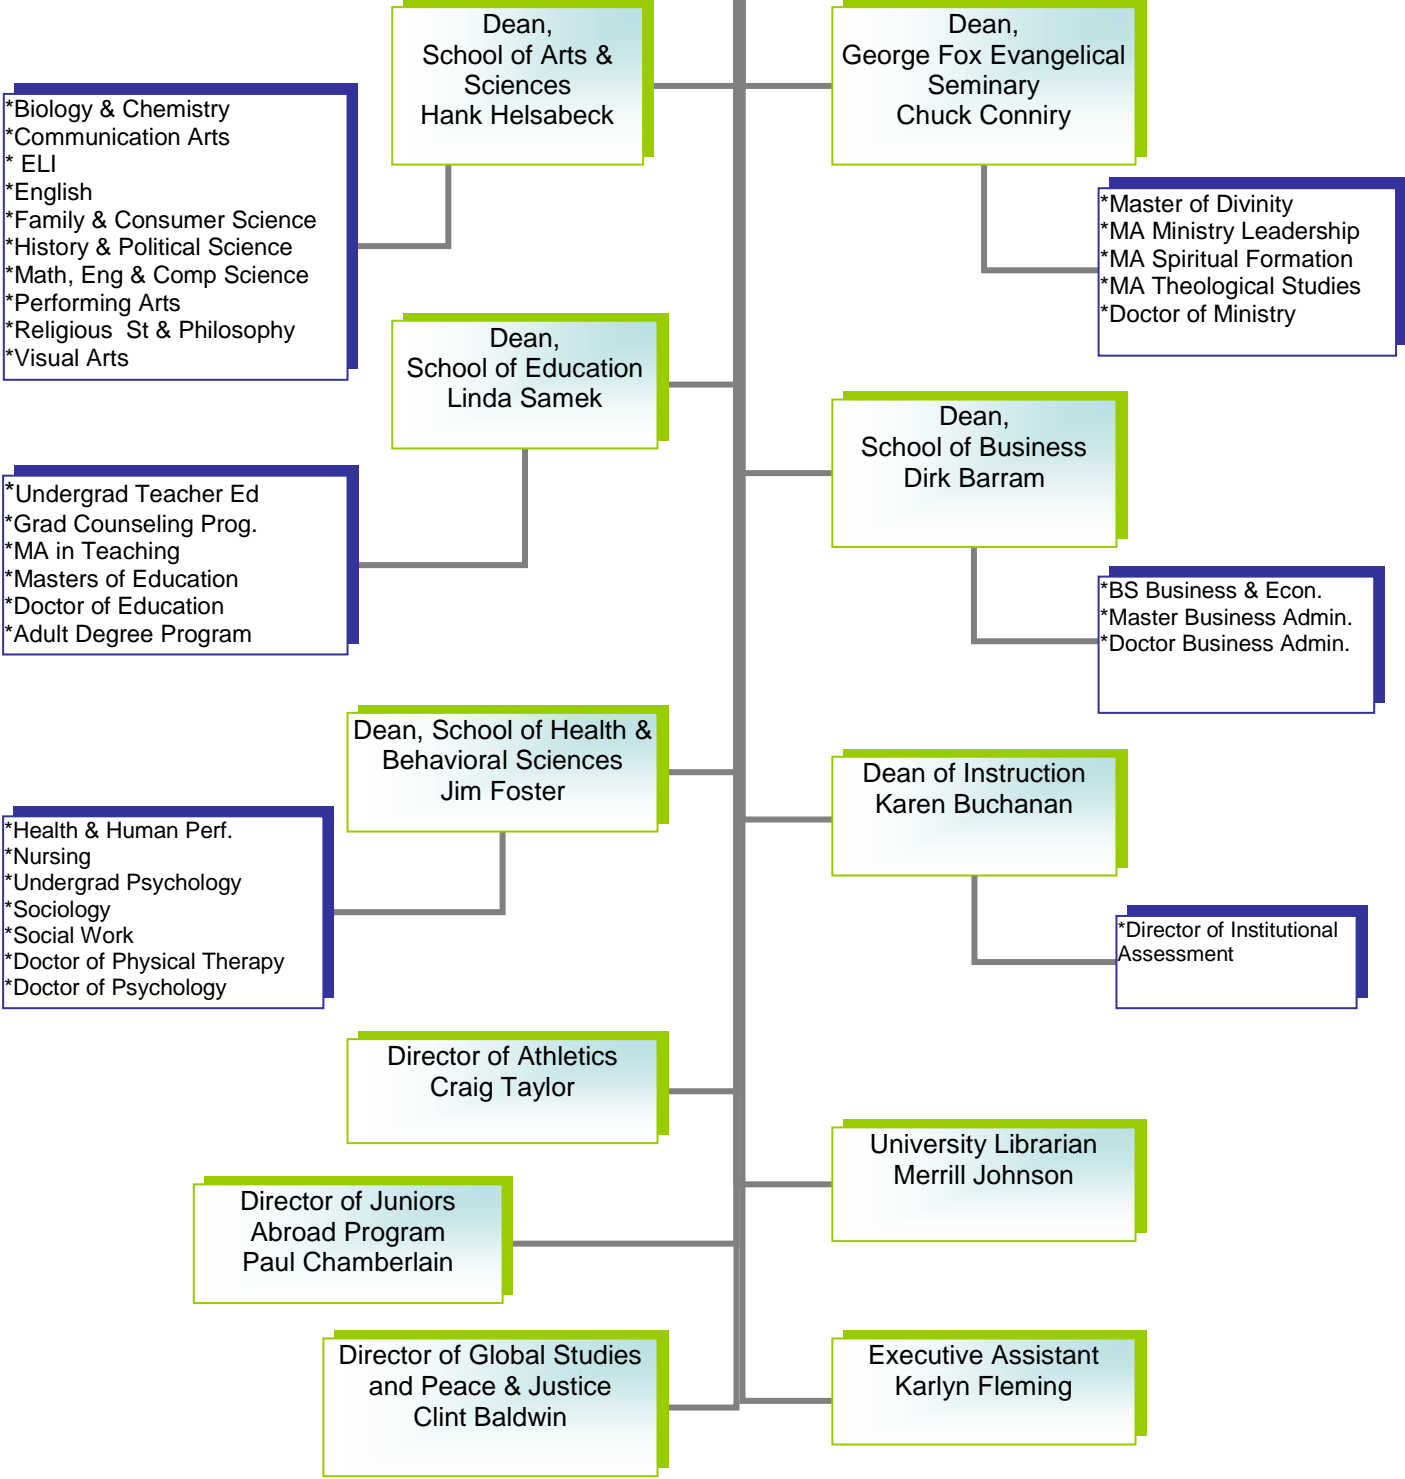 Dean,
School of Arts &
Sciences
Hank Helsabeck
*Biology & Chemistry
*Communication Arts
* ELI
*English
*Family & Consumer Science
*History & Political Science
*Math, Eng & Comp Science
*Performing Arts
*Religious  St & Philosophy
*Visual Arts
Dean,
George Fox Evangelical
Seminary
Chuck Conniry
*Master of Divinity
*MA Ministry Leadership
*MA Spiritual Formation
*MA Theological Studies
*Doctor of Ministry
Dean,
School of Education
Linda Samek
*Undergrad Teacher Ed
*Grad Counseling Prog.
*MA in Teaching
*Masters of Education
*Doctor of Education
*Adult Degree Program
Dean,
School of Business
Dirk Barram
*BS Business & Econ.
*Master Business Admin.
*Doctor Business Admin.
Dean, School of Health &
Behavioral Sciences
Jim Foster
*Health & Human Perf.
*Nursing
*Undergrad Psychology
*Sociology
*Social Work
*Doctor of Physical Therapy
*Doctor of Psychology
Dean of Instruction
Karen Buchanan
*Director of Institutional
Assessment
Director of Athletics
Craig Taylor
University Librarian
Merrill Johnson
Director of Juniors
Abroad Program
Paul Chamberlain
Director of Global Studies
and Peace & Justice
Clint Baldwin
Executive Assistant
Karlyn Fleming